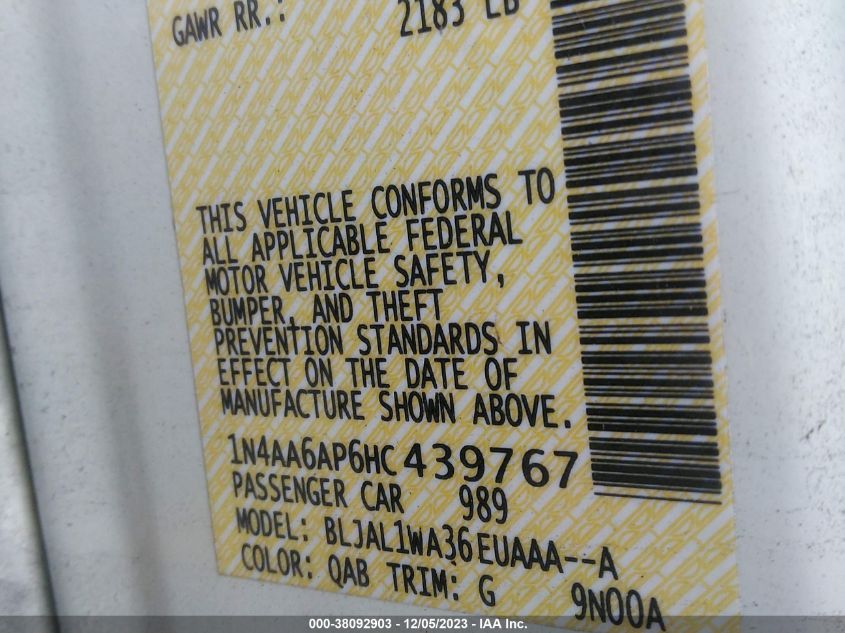 GAWR RR.: 2183 LB
THIS VEHICLE CONFORMS TO
ALL APPLICABLE FEDERAL
MOTOR VEHICLE SAFETY,
BUMPER, AND THEFT
PREVENTION STANDARDS IN
EFFECT ON THE DATE OF
MANUFACTURE SHOWN ABOVE.
1N4AA6AP6HC439767
PASSENGER CAR 989
MODEL: BLJAL1WA36EUAAA--A
COLOR: QAB TRIM: G 9N00A
000-38092903 - 12/05/2023 - IAA Inc.